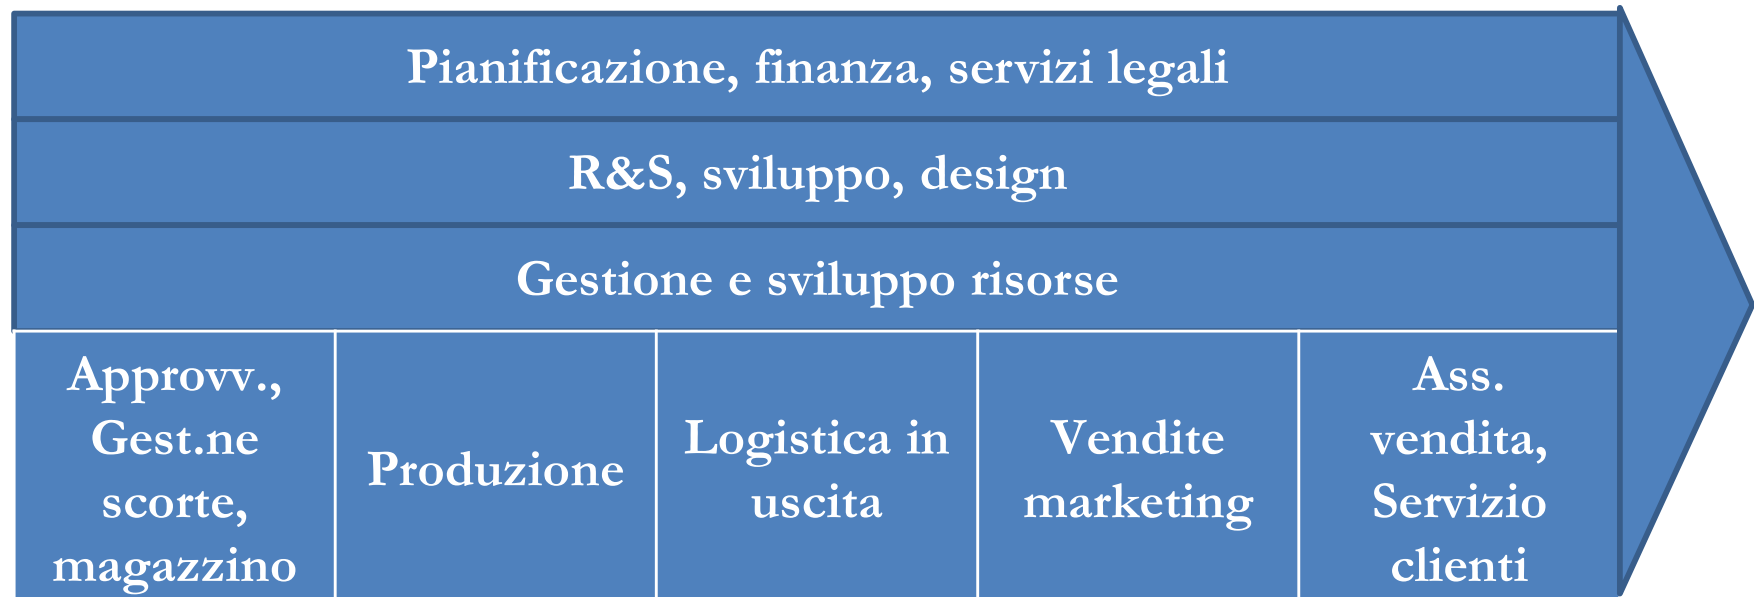 Pianificazione, finanza, servizi legali
R&S, sviluppo, design
Gestione e sviluppo risorse
Approvv.,
Gest.ne
scorte,
magazzino
Produzione
Logistica in
uscita
Vendite
marketing
Ass.
vendita,
Servizio
clienti